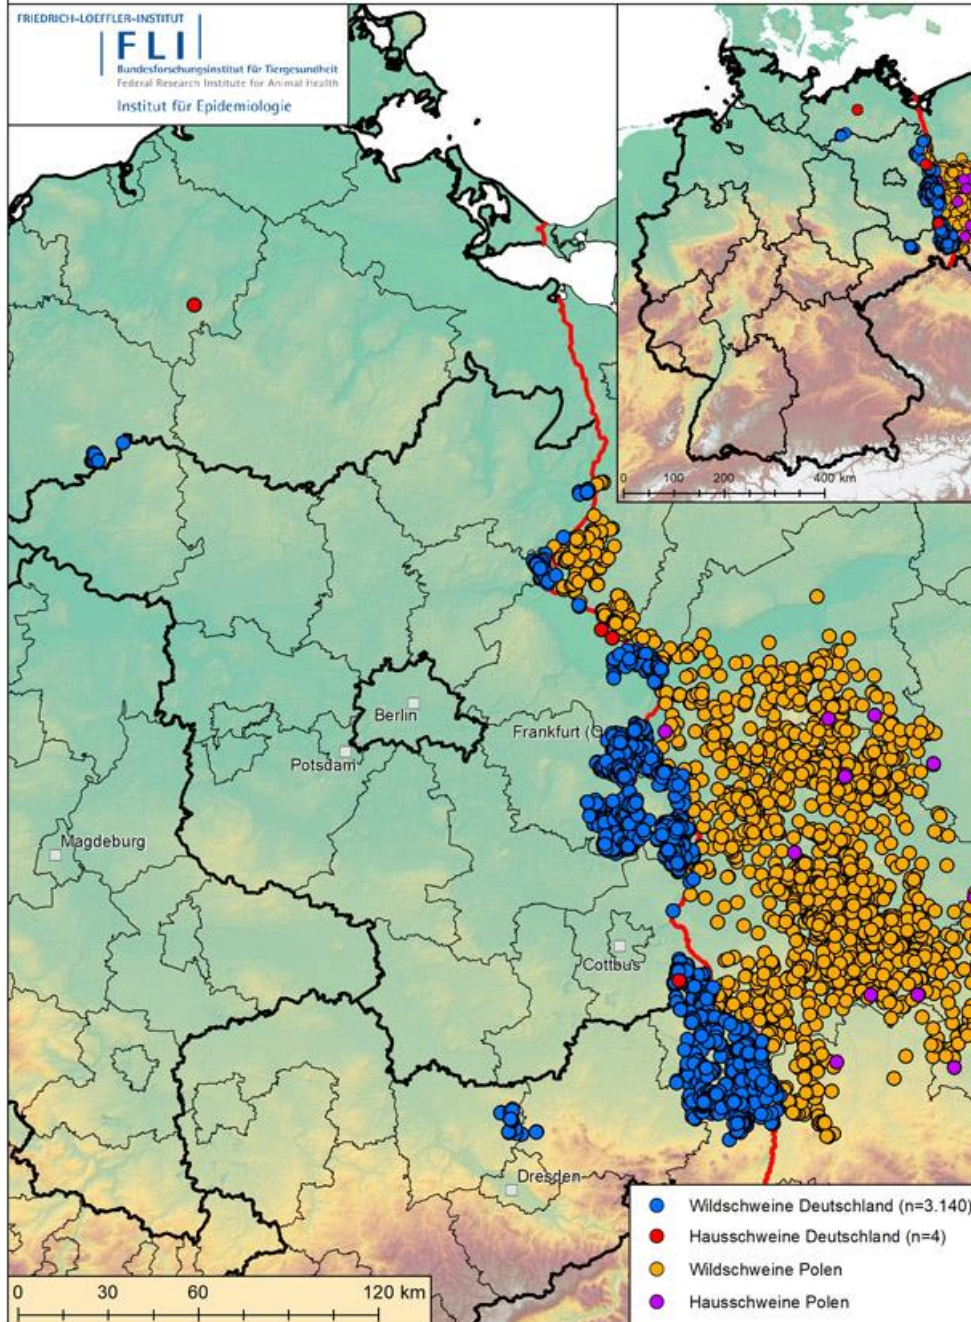 FRIEDRICH-LOEFFLER-INSTITUT
FLI
Bundesforschungsinstitut für Tiergesundheit
Federal Research Institute for Animal Health
Institut für Epidemiologie
0 100 200 400 km
Berlin
Frankfurt (O
Potsdam
Magdeburg
Cottbus
Dresden
Wildschweine Deutschland (n=3.140)
Hausschweine Deutschland (n=4)
Wildschweine Polen
Hausschweine Polen
0 30 60 120 km